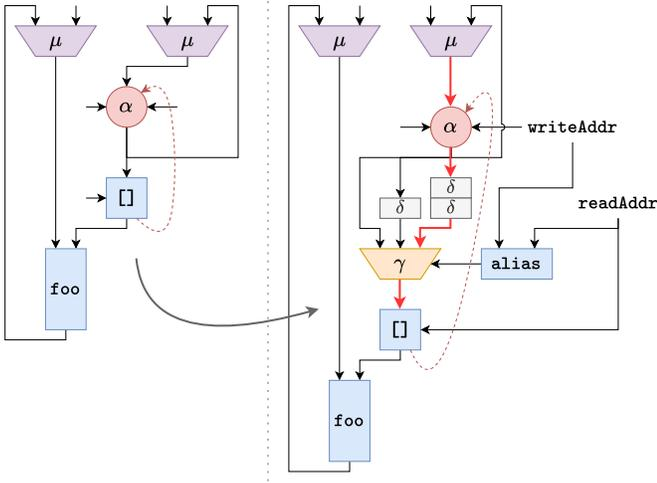 μ μ μ μ
α α writeAddr
[] δ readAddr
δ δ
foo γ alias
[]
foo